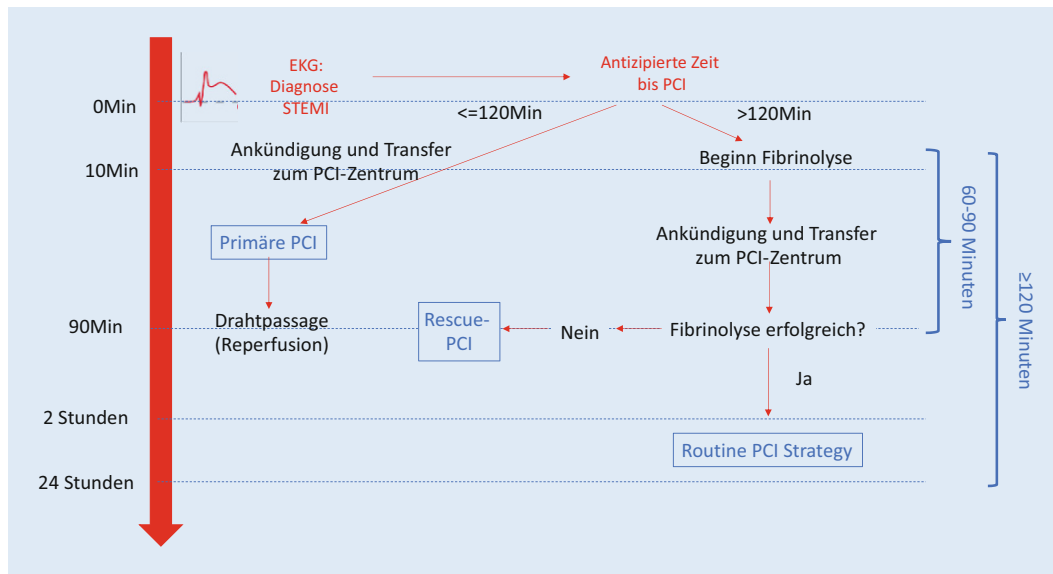 EKG:
Diagnose
STEMI
Antizipierte Zeit
bis PCI
0Min
<=120Min
>120Min
Ankündigung und Transfer
zum PCI-Zentrum
Beginn Fibrinolyse
10Min
Primäre PCI
Ankündigung und Transfer
zum PCI-Zentrum
60-90 Minuten
≥120 Minuten
90Min
Drahtpassage
(Reperfusion)
Rescue-
PCI
Nein
Fibrinolyse erfolgreich?
Ja
2 Stunden
Routine PCI Strategy
24 Stunden